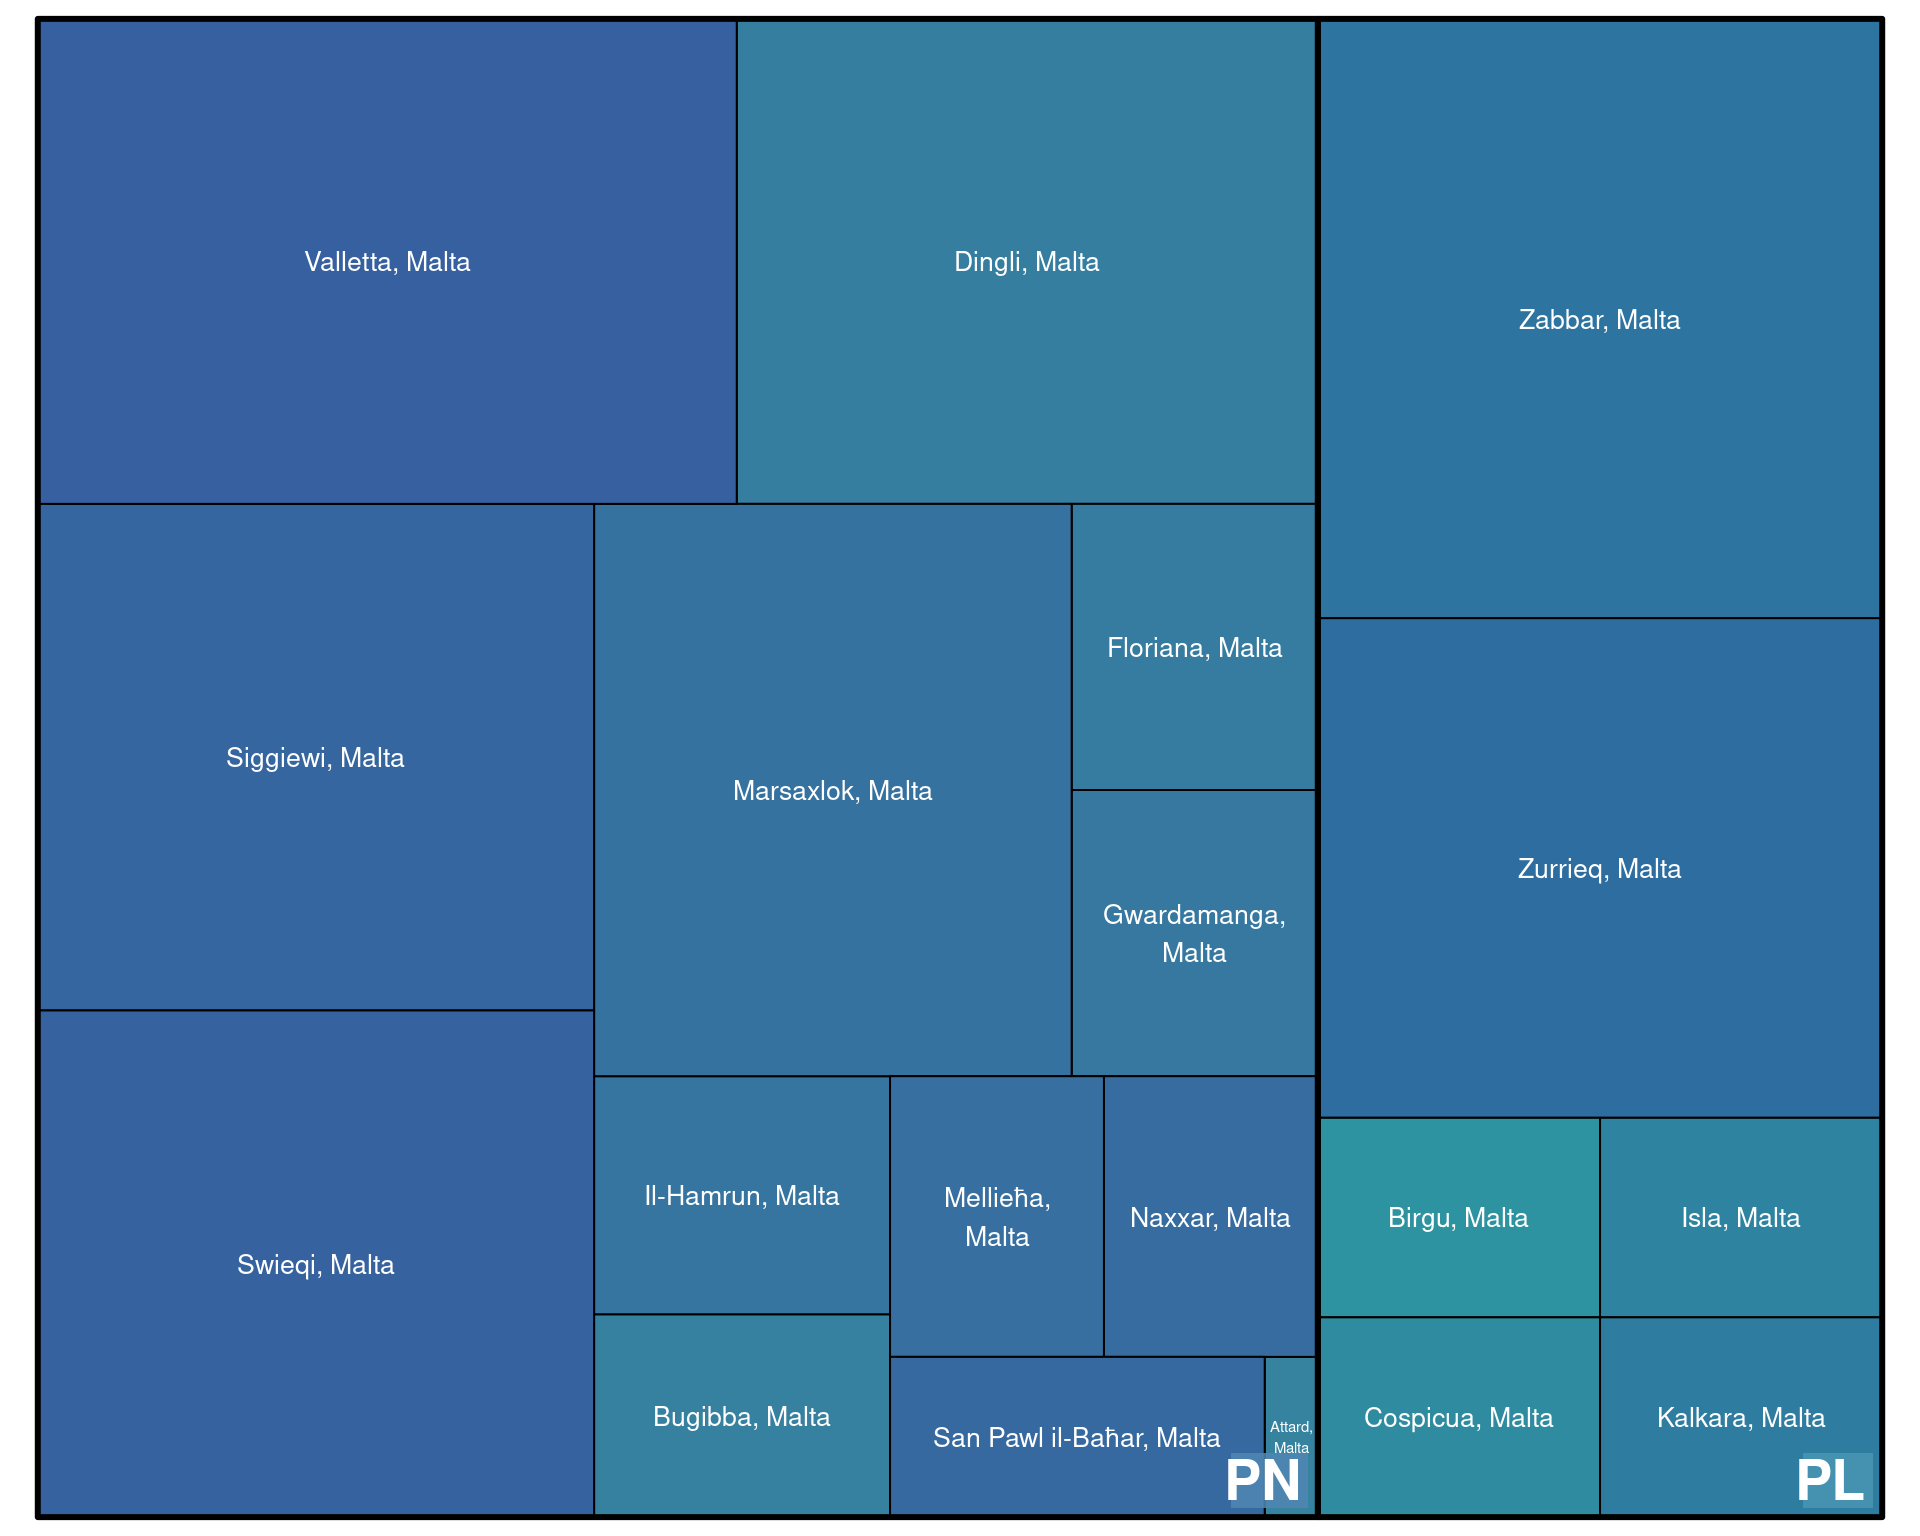 Valletta, Malta
Dingli, Malta
Zabbar, Malta
Siggiewi, Malta
Marsaxlok, Malta
Floriana, Malta
Gwardamanga,
Malta
Zurrieq, Malta
Swieqi, Malta
Il-Hamrun, Malta
Mellieħa,
Malta
Naxxar, Malta
Birgu, Malta
Isla, Malta
Bugibba, Malta
San Pawl il-Baħar, Malta
Attard,
Malta
Cospicua, Malta
Kalkara, Malta
PN
PL